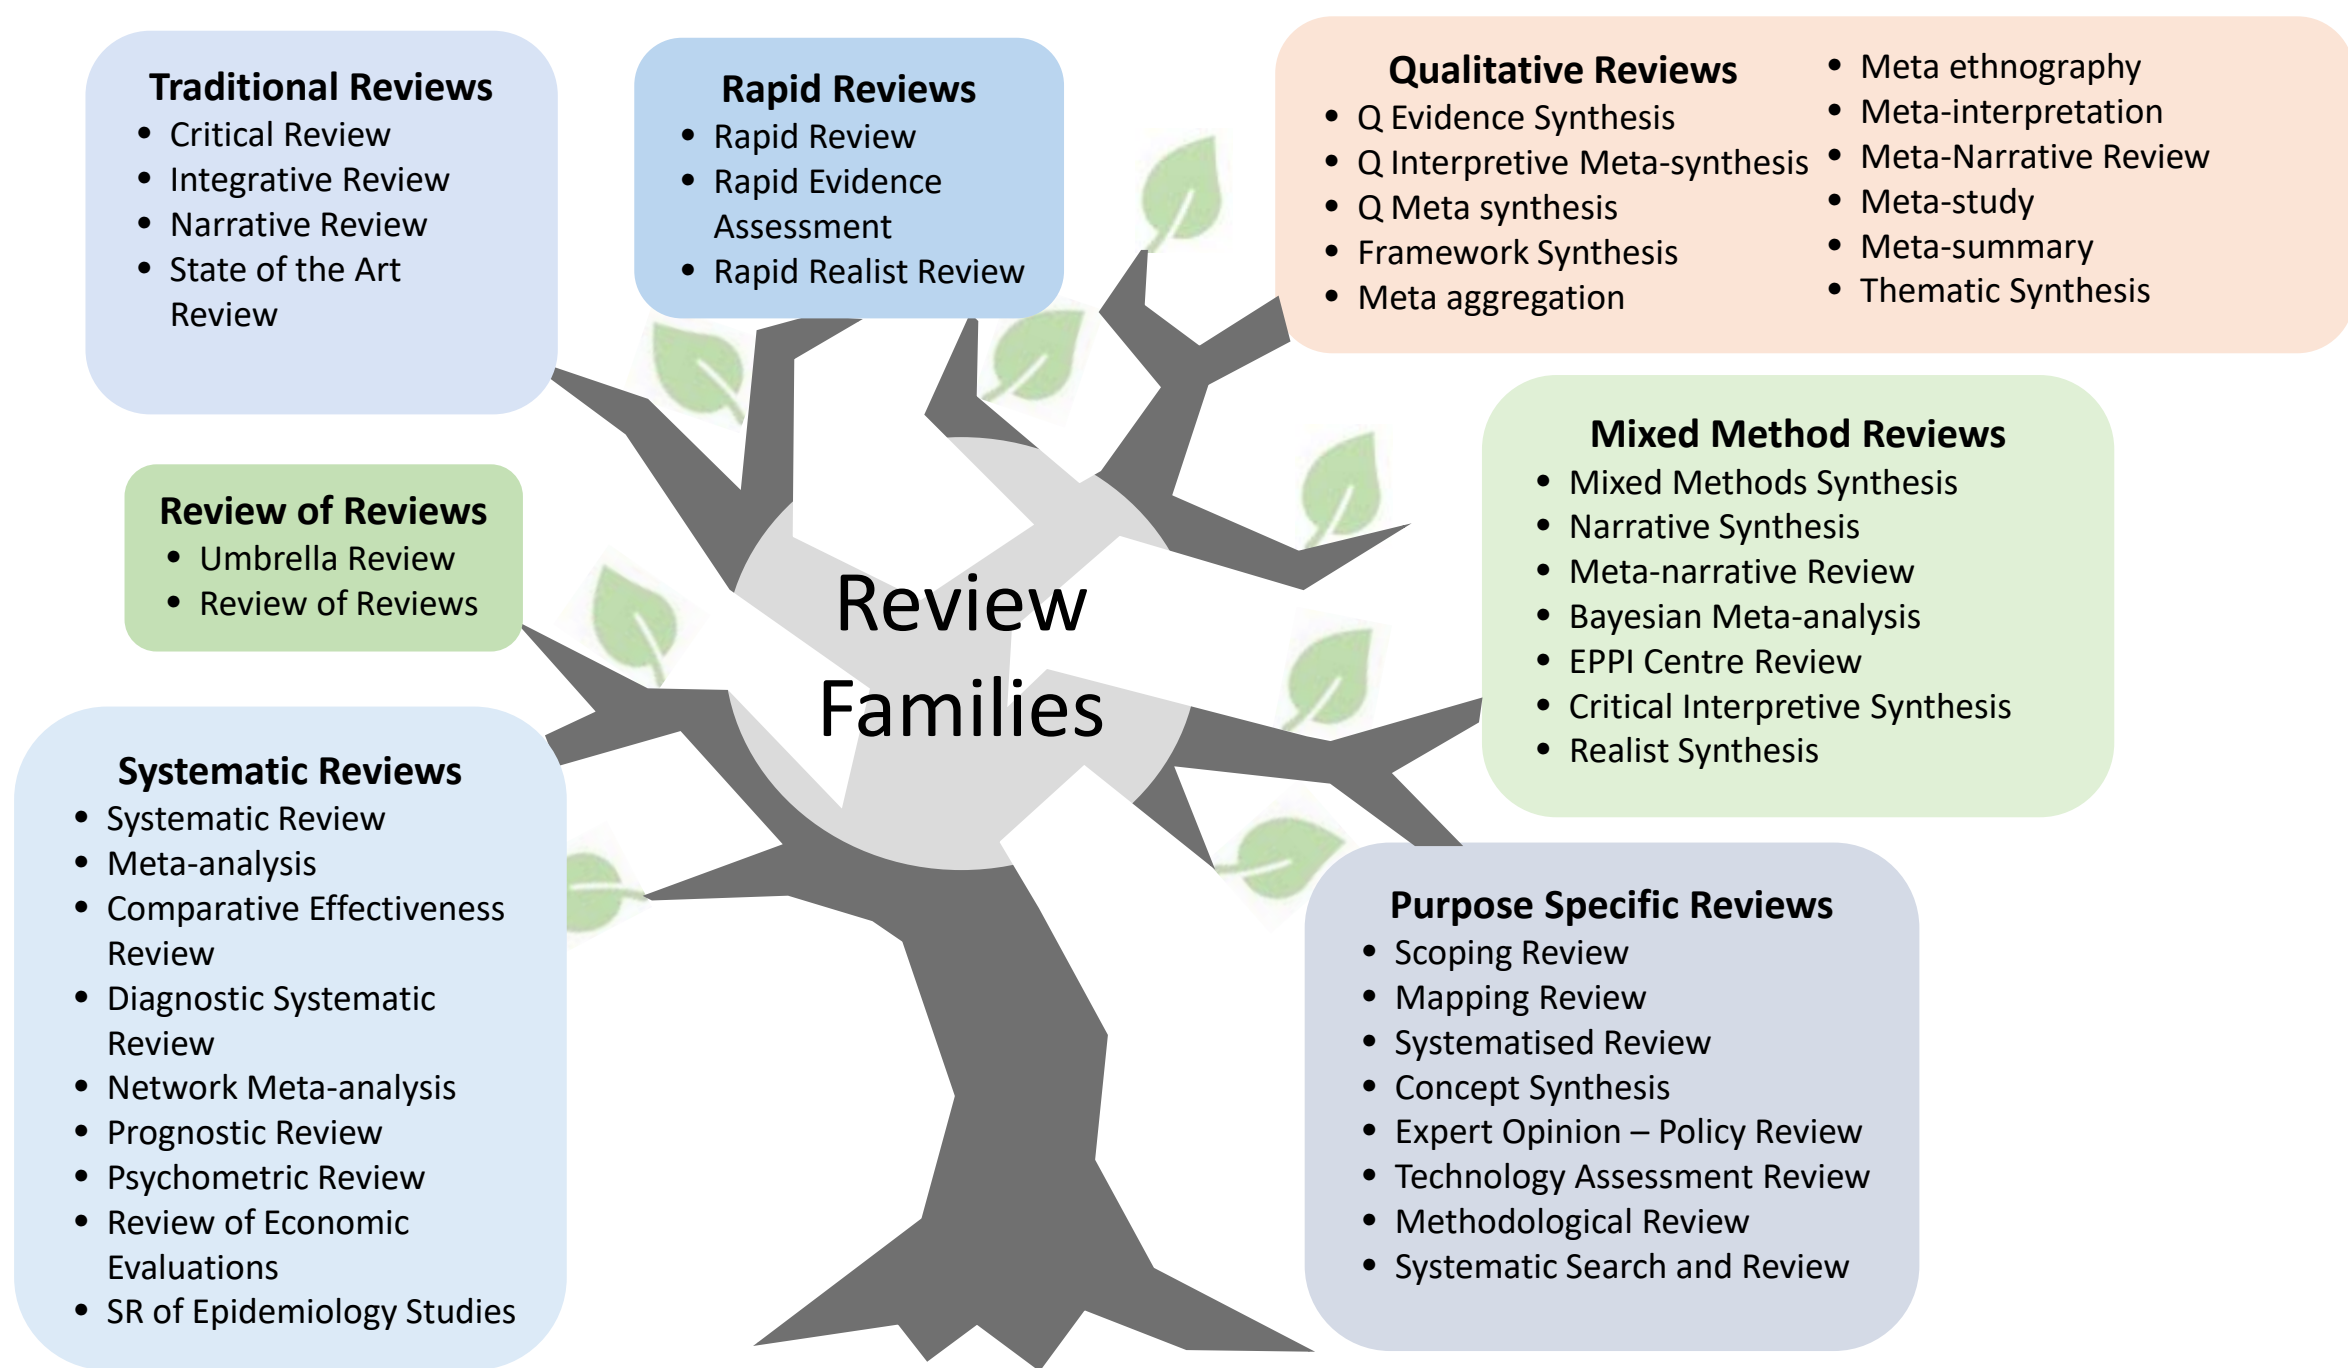 Traditional Reviews
• Critical Review
• Integrative Review
• Narrative Review
• State of the Art
Review
Rapid Reviews
• Rapid Review
• Rapid Evidence
Assessment
• Rapid Realist Review
Qualitative Reviews
• Q Evidence Synthesis
• Q Interpretive Meta-synthesis
• Q Meta synthesis
• Framework Synthesis
• Meta aggregation
• Meta ethnography
• Meta-interpretation
• Meta-Narrative Review
• Meta-study
• Meta-summary
• Thematic Synthesis
Review of Reviews
• Umbrella Review
• Review of Reviews
Review
Families
Mixed Method Reviews
• Mixed Methods Synthesis
• Narrative Synthesis
• Meta-narrative Review
• Bayesian Meta-analysis
• EPPI Centre Review
• Critical Interpretive Synthesis
• Realist Synthesis
Systematic Reviews
• Systematic Review
• Meta-analysis
• Comparative Effectiveness
Review
• Diagnostic Systematic
Review
• Network Meta-analysis
• Prognostic Review
• Psychometric Review
• Review of Economic
Evaluations
• SR of Epidemiology Studies
Purpose Specific Reviews
• Scoping Review
• Mapping Review
• Systematised Review
• Concept Synthesis
• Expert Opinion – Policy Review
• Technology Assessment Review
• Methodological Review
• Systematic Search and Review